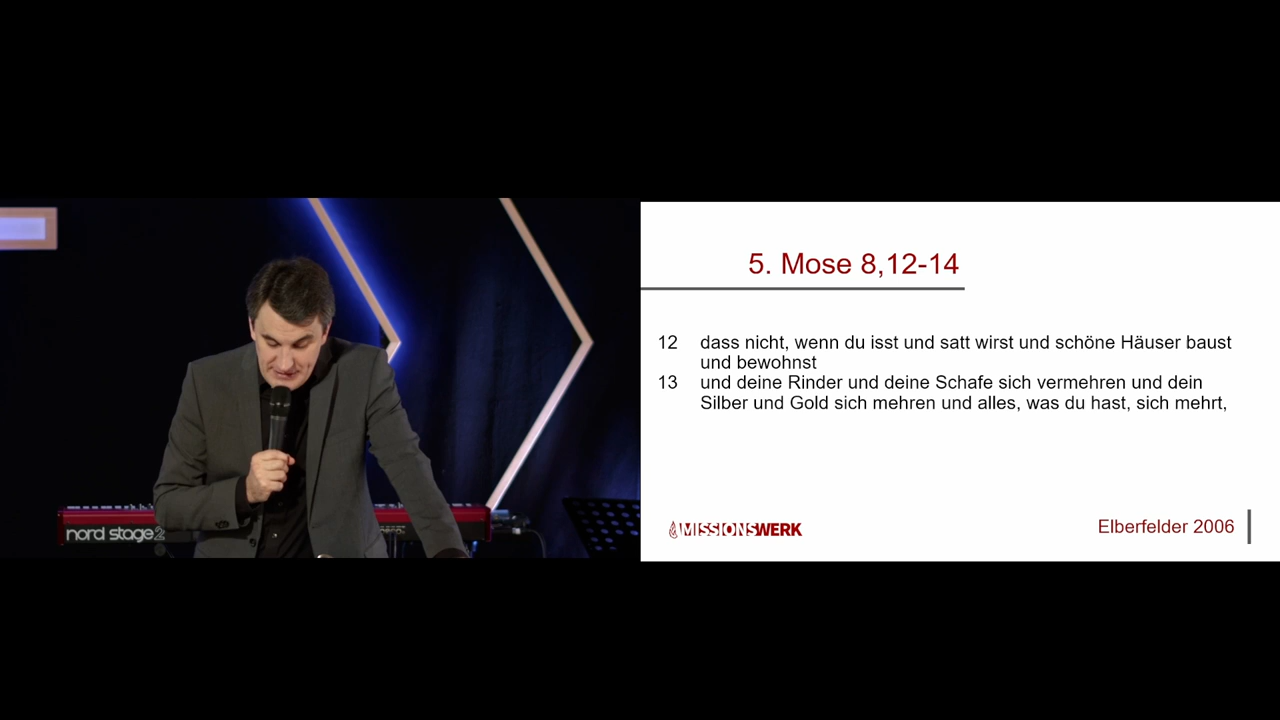 5. Mose 8,12-14
12 dass nicht, wenn du isst und satt wirst und schöne Häuser baust
und bewohnst
13 und deine Rinder und deine Schafe sich vermehren und dein
Silber und Gold sich mehren und alles, was du hast, sich mehrt,
nord stage 2
MISSIONSWERK
Elberfelder 2006